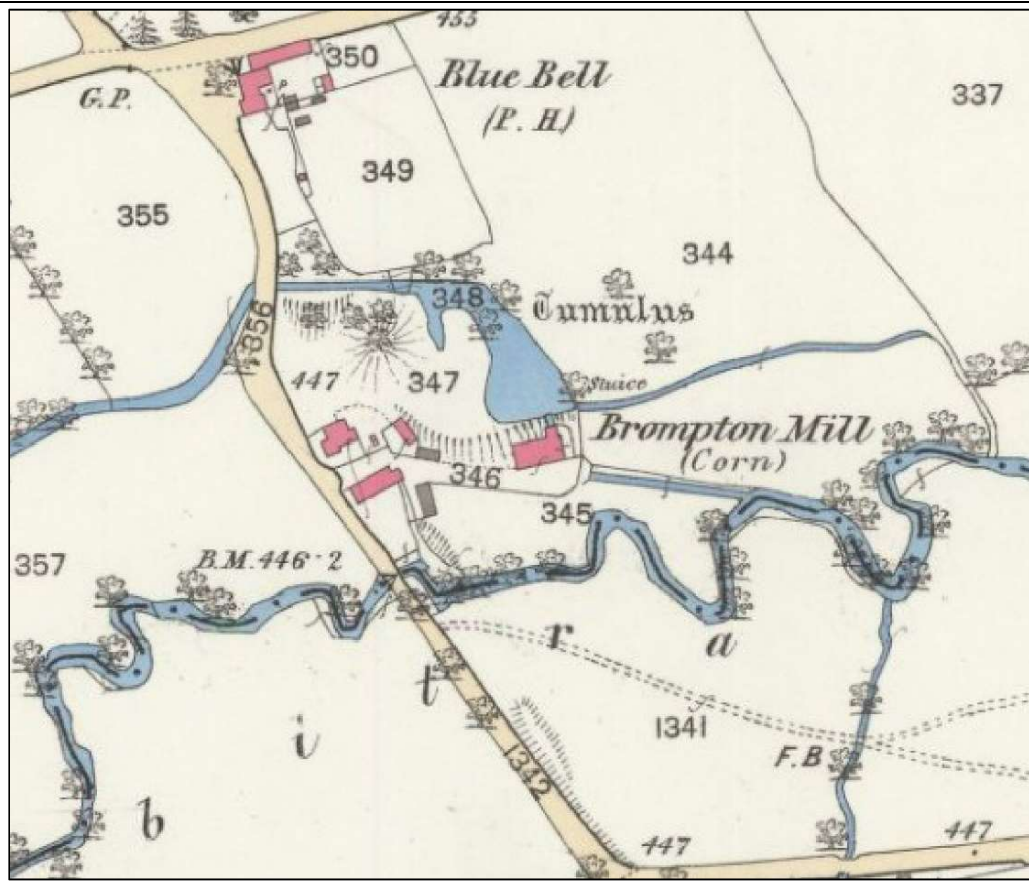 455
350
Blue Bell
(P. H.)
G.P.
337
349
355
344
348
Tumulus
356
447
347
Sluice
Brompton Mill
(Corn)
346
345
357
B.M. 446·2
r
a
t
i
1341
1342
F.B
b
447
447